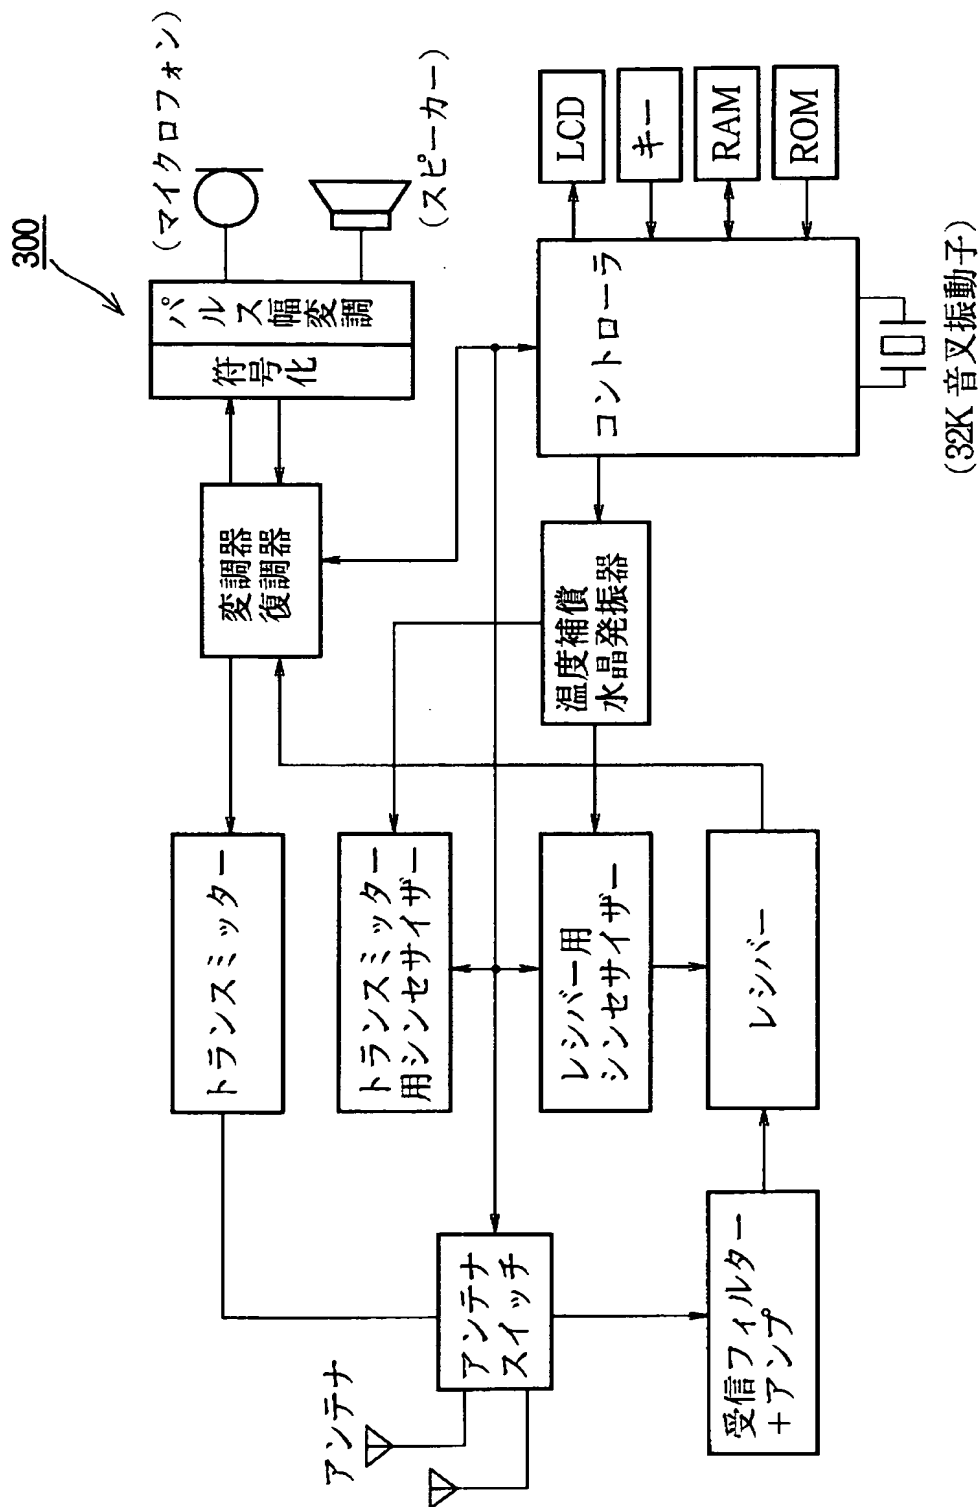 300
(マイクロフォン)
(スピーカー)
パルス幅変調
符号化
変調器
復調器
トランスミッター
トランスミッター
用シンセサイザー
アンテナ
アンテナ
スイッチ
温度補償
水晶発振器
レシバー用
シンセサイザー
レシバー
受信フィルター
+アンプ
コントローラ
LCD
キー
RAM
ROM
(32K 音叉振動子)